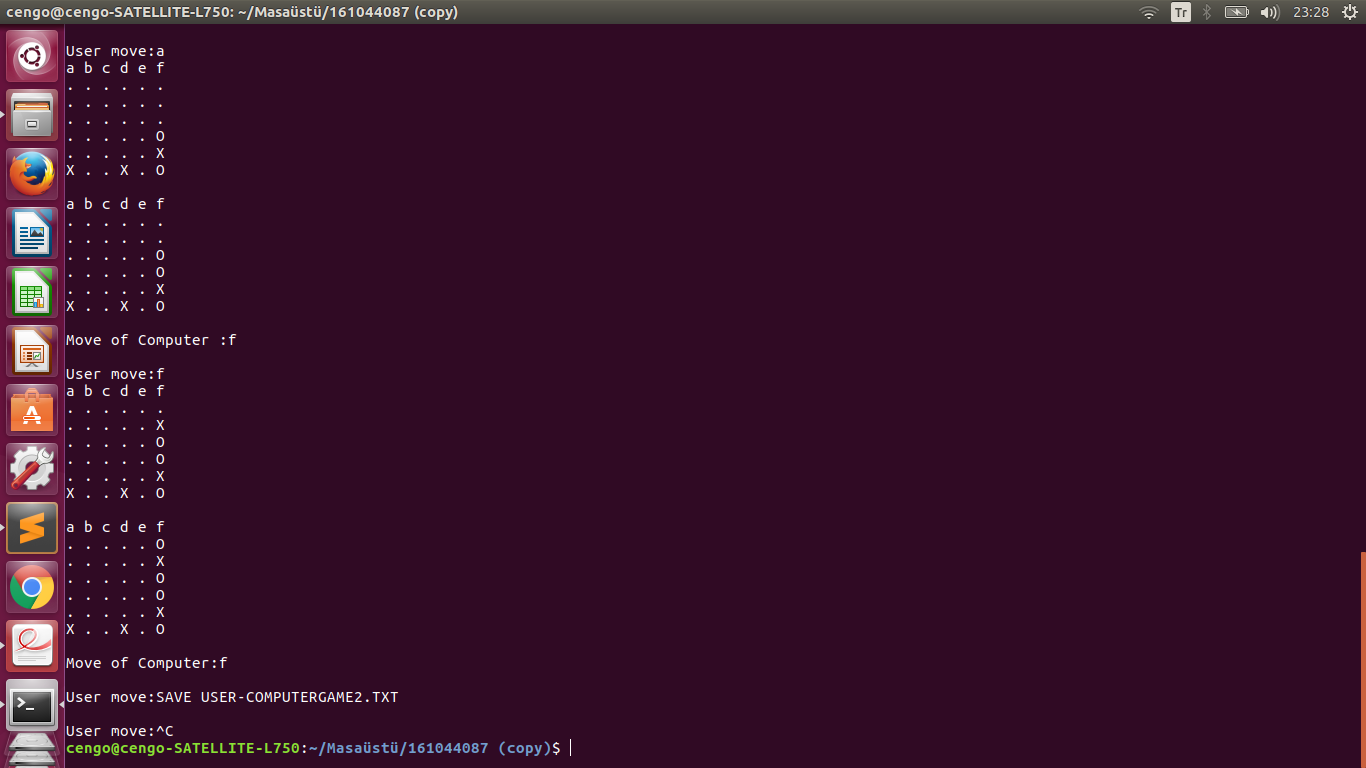 cengo@cengo-SATELLITE-L750: ~/Masaüstü/161044087 (copy)
Tr
23:28
User move:a
a b c d e f
. . . . . .
. . . . . .
. . . . . .
. . . . . O
. . . . . X
X . . X . O
a b c d e f
. . . . . .
. . . . . .
. . . . . O
. . . . . O
. . . . . X
X . . X . O
Move of Computer :f
User move:f
a b c d e f
. . . . . .
. . . . . X
. . . . . O
. . . . . O
. . . . . X
X . . X . O
a b c d e f
. . . . . O
. . . . . X
. . . . . O
. . . . . O
. . . . . X
X . . X . O
Move of Computer:f
User move:SAVE USER-COMPUTERGAME2.TXT
User move:^C
cengo@cengo-SATELLITE-L750:~/Masaüstü/161044087 (copy)$